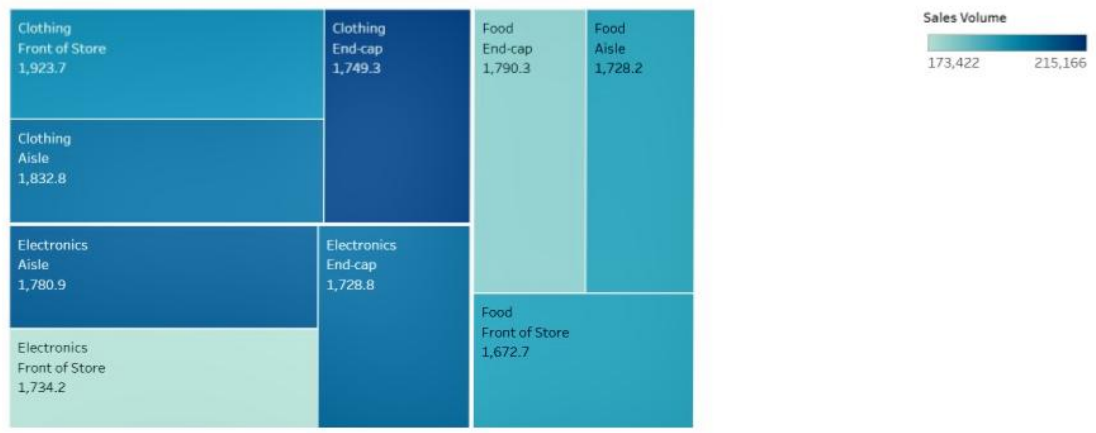 Clothing
Front of Store
1,923.7
Clothing
End-cap
1,749.3
Food
End-cap
1,790.3
Food
Aisle
1,728.2
Sales Volume
173,422
215,166
Clothing
Aisle
1,832.8
Electronics
Aisle
1,780.9
Electronics
End-cap
1,728.8
Food
Front of Store
1,672.7
Electronics
Front of Store
1,734.2